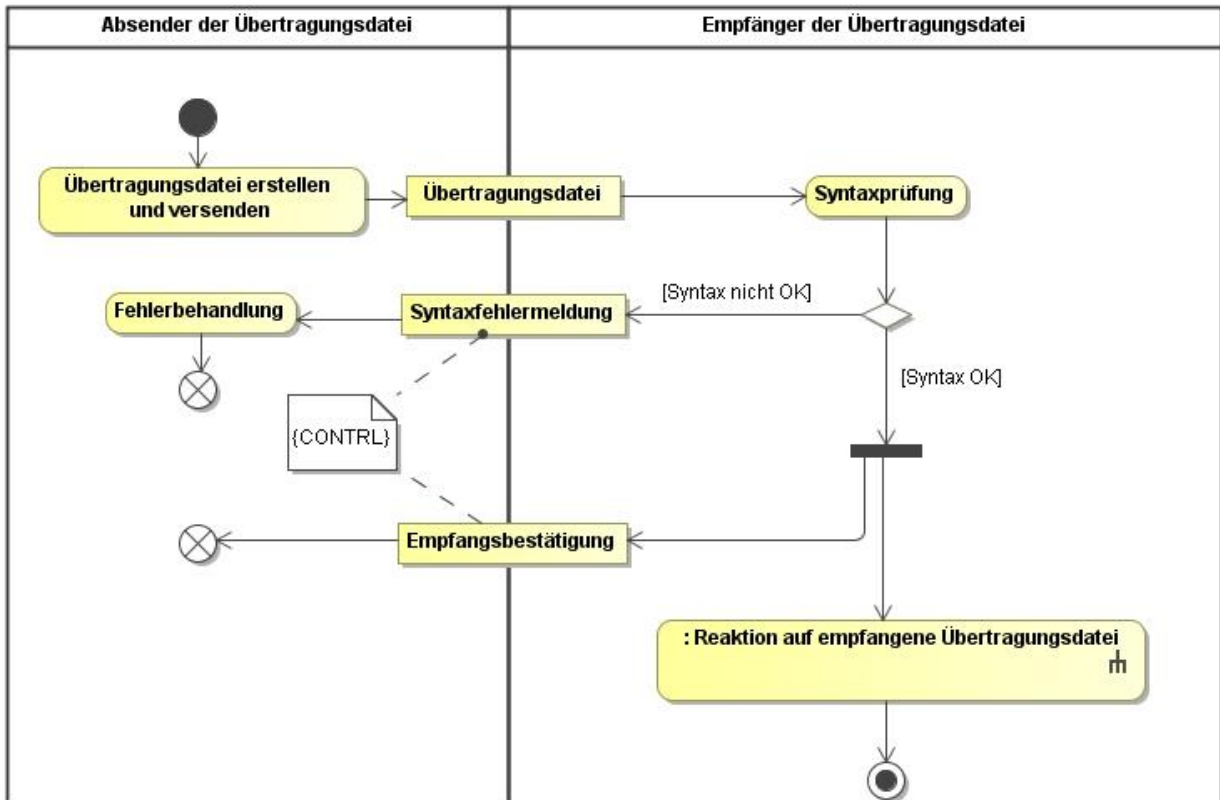 Absender der Übertragungsdatei
Empfänger der Übertragungsdatei
Übertragungsdatei erstellen
und versenden
Übertragungsdatei
Syntaxprüfung
[Syntax nicht OK]
Fehlerbehandlung
Syntaxfehlermeldung
[Syntax OK]
{CONTRL}
Empfangsbestätigung
: Reaktion auf empfangene Übertragungsdatei